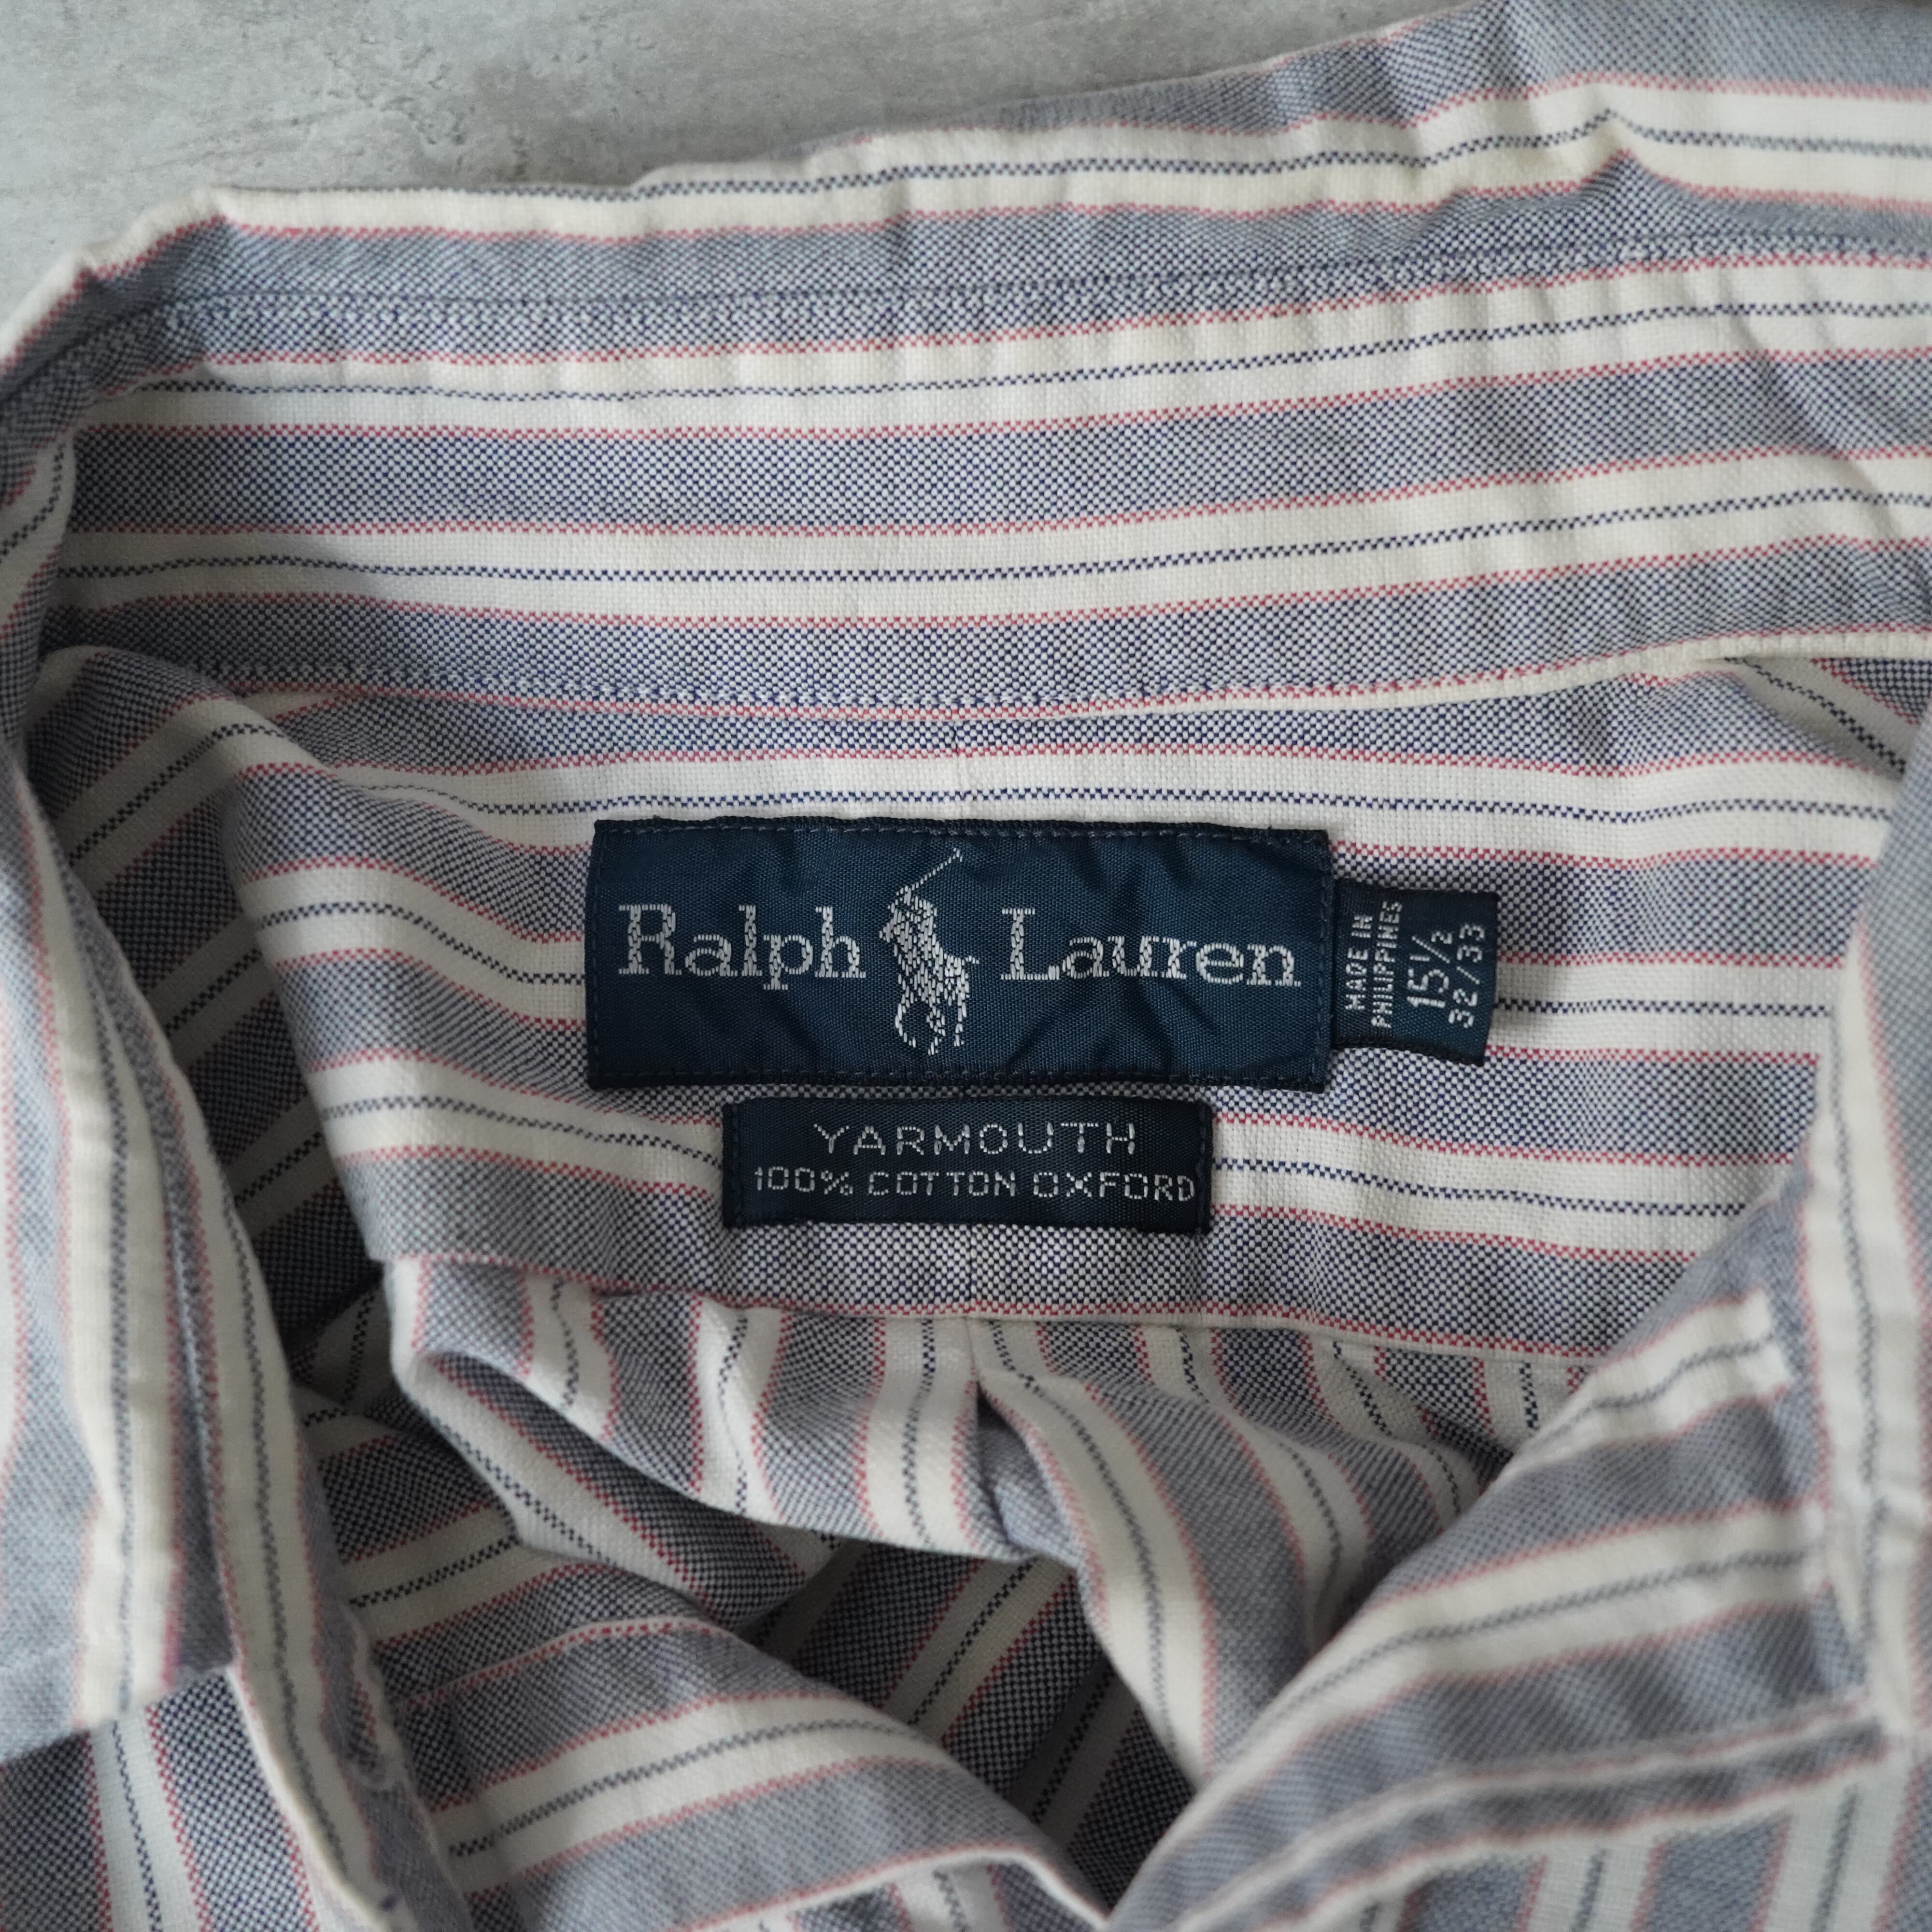 Ralph Lauren
MADE IN
PHILIPPINES
15½
32/33
YARMOUTH
100% COTTON OXFORD